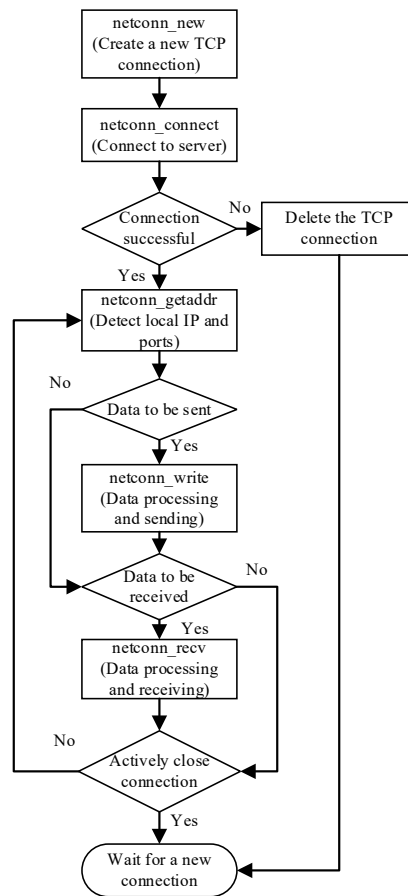 netconn_new
(Create a new TCP
connection)
netconn_connect
(Connect to server)
Connection
successful
No
Delete the TCP
connection
Yes
netconn_getaddr
(Detect local IP and
ports)
No
Data to be sent
Yes
netconn_write
(Data processing
and sending)
Data to be
received
No
Yes
netconn_recv
(Data processing
and receiving)
No
Actively close
connection
Yes
Wait for a new
connection